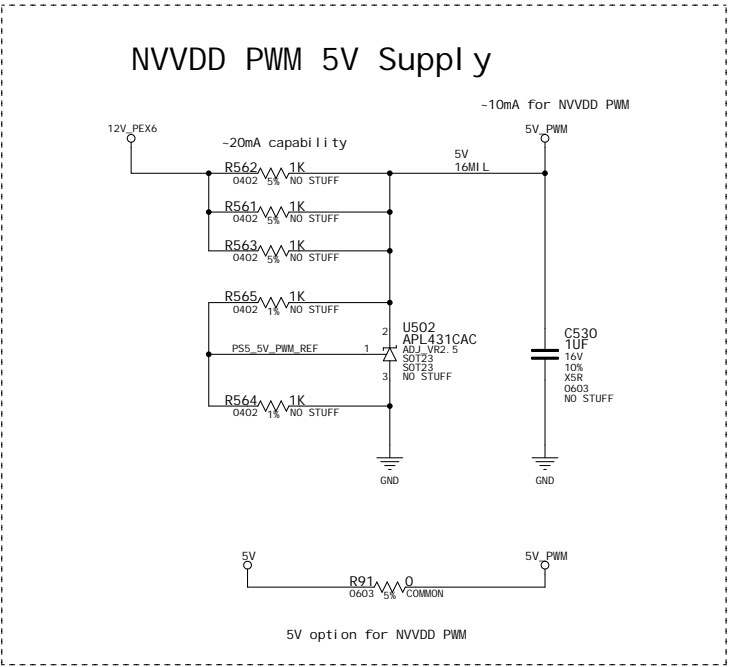 NVVDD PWM 5V Supply
~10mA for NVVDD PWM
12V_PEX6
5V_PWM
~20mA capability
5V
16MIL
R562 1K
0402 5% NO STUFF
R561 1K
0402 5% NO STUFF
R563 1K
0402 5% NO STUFF
R565 1K
0402 1% NO STUFF
PS5_5V_PWM_REF
1
2
3
U502
APL431CAC
ADJ_VR2.5
SOT23
SOT23
NO STUFF
C530
1UF
16V
10%
X5R
0603
NO STUFF
R564 1K
0402 1% NO STUFF
GND
GND
5V
5V_PWM
R91 0
0603 5% COMMON
5V option for NVVDD PWM